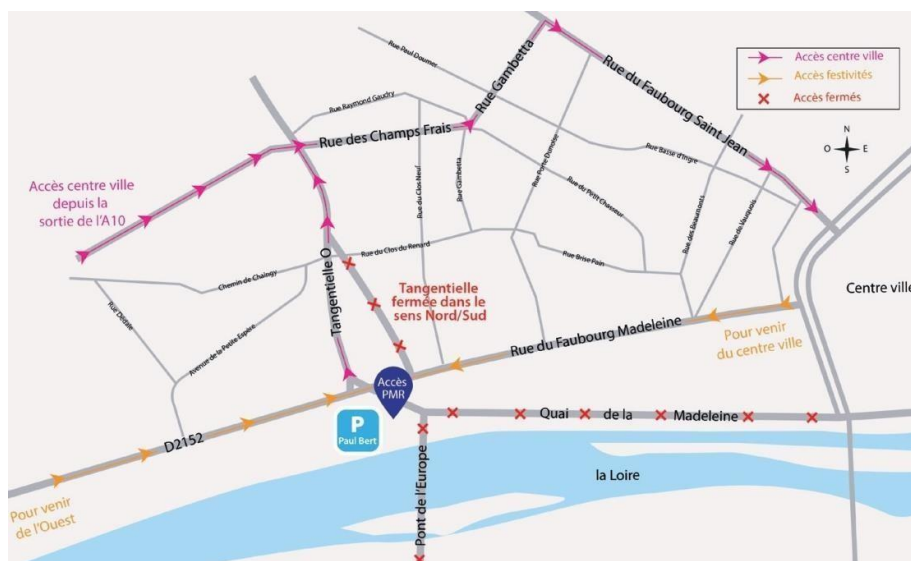 Accès centre ville
Accès festivités
Accès fermés
N
O
E
S
Rue Paul Doumer
Rue Gambetta
Rue du Faubourg Saint Jean
Rue Raymond Gaudry
Rue des Champs Frais
Rue du Clos Neuf
Rue Gambetta
Rue Porte Dunoise
Rue Basse d'Ingre
Rue du Petit Chasseur
Rue des Beaumonts
Rue de Vauquois
Accès centre ville
depuis la
sortie de l'A10
Rue du Clos du Renard
Chemin de Chaingy
Rue Brise Pain
Tangentielle O
Tangentielle
fermée dans le
sens Nord/Sud
Centre ville
Rue Dédale
Avenue de la Petite Espère
Rue du Faubourg Madeleine
Pour venir
du centre ville
Accès
PMR
P
Paul Bert
Quai de la Madeleine
D2152
Pont de l'Europe
la Loire
Pour venir
de l'Ouest